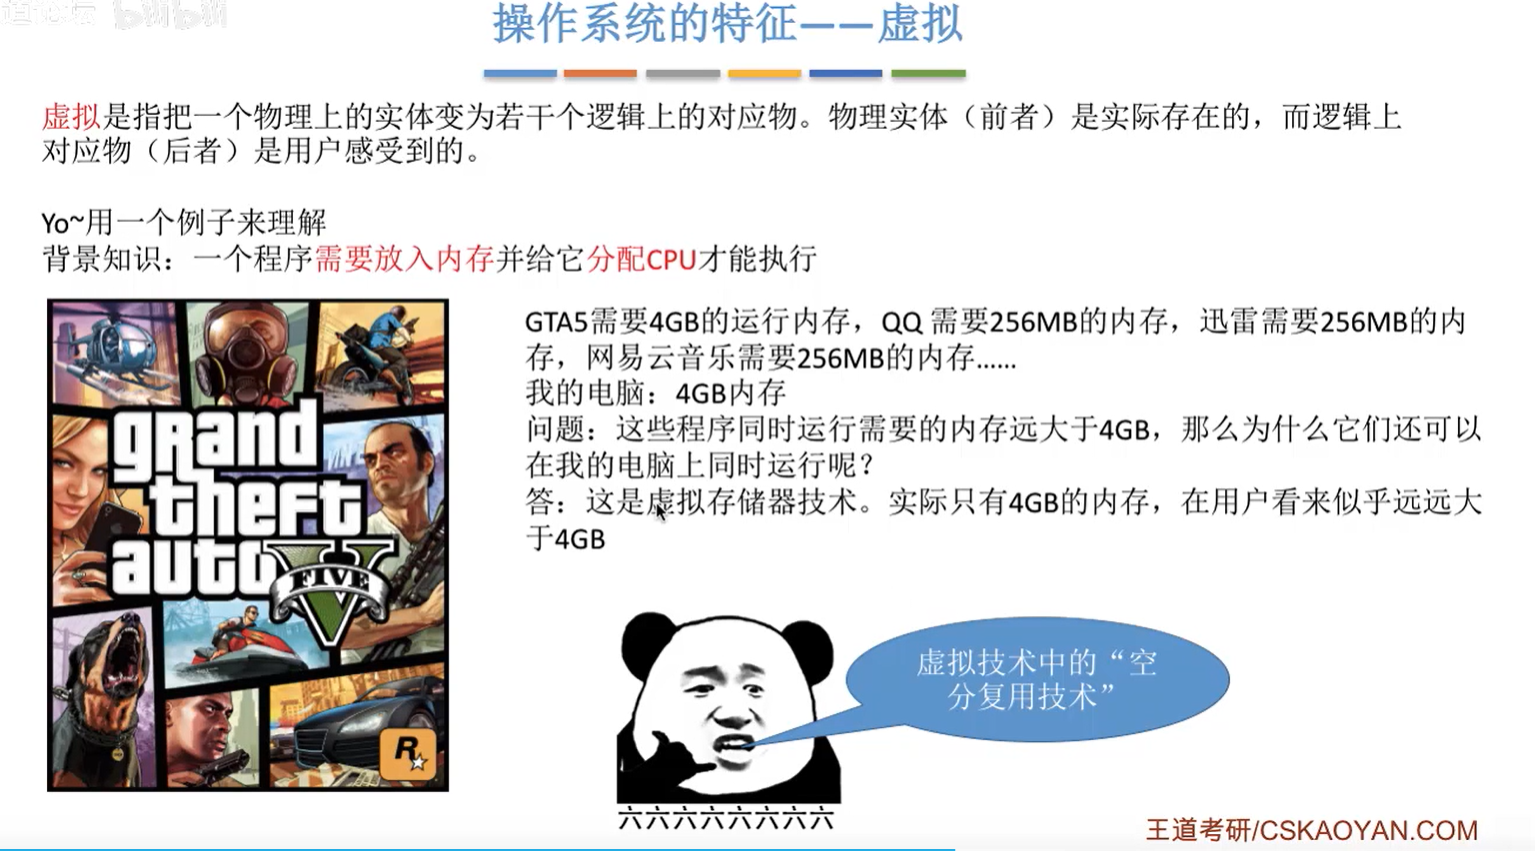 道论坛 bilibili
操作系统的特征——虚拟
虚拟是指把一个物理上的实体变为若干个逻辑上的对应物。物理实体（前者）是实际存在的，而逻辑上
对应物（后者）是用户感受到的。
Yo~用一个例子来理解
背景知识：一个程序需要放入内存并给它分配CPU才能执行
GTA5需要4GB的运行内存，QQ 需要256MB的内存，迅雷需要256MB的内
存，网易云音乐需要256MB的内存......
我的电脑：4GB内存
问题：这些程序同时运行需要的内存远大于4GB，那么为什么它们还可以
在我的电脑上同时运行呢？
答：这是虚拟存储器技术。实际只有4GB的内存，在用户看来似乎远远大
于4GB
grand
theft
auto
V
FIVE
R
虚拟技术中的“空
分复用技术”
六六六六六六六六
王道考研/CSKAOYAN.COM